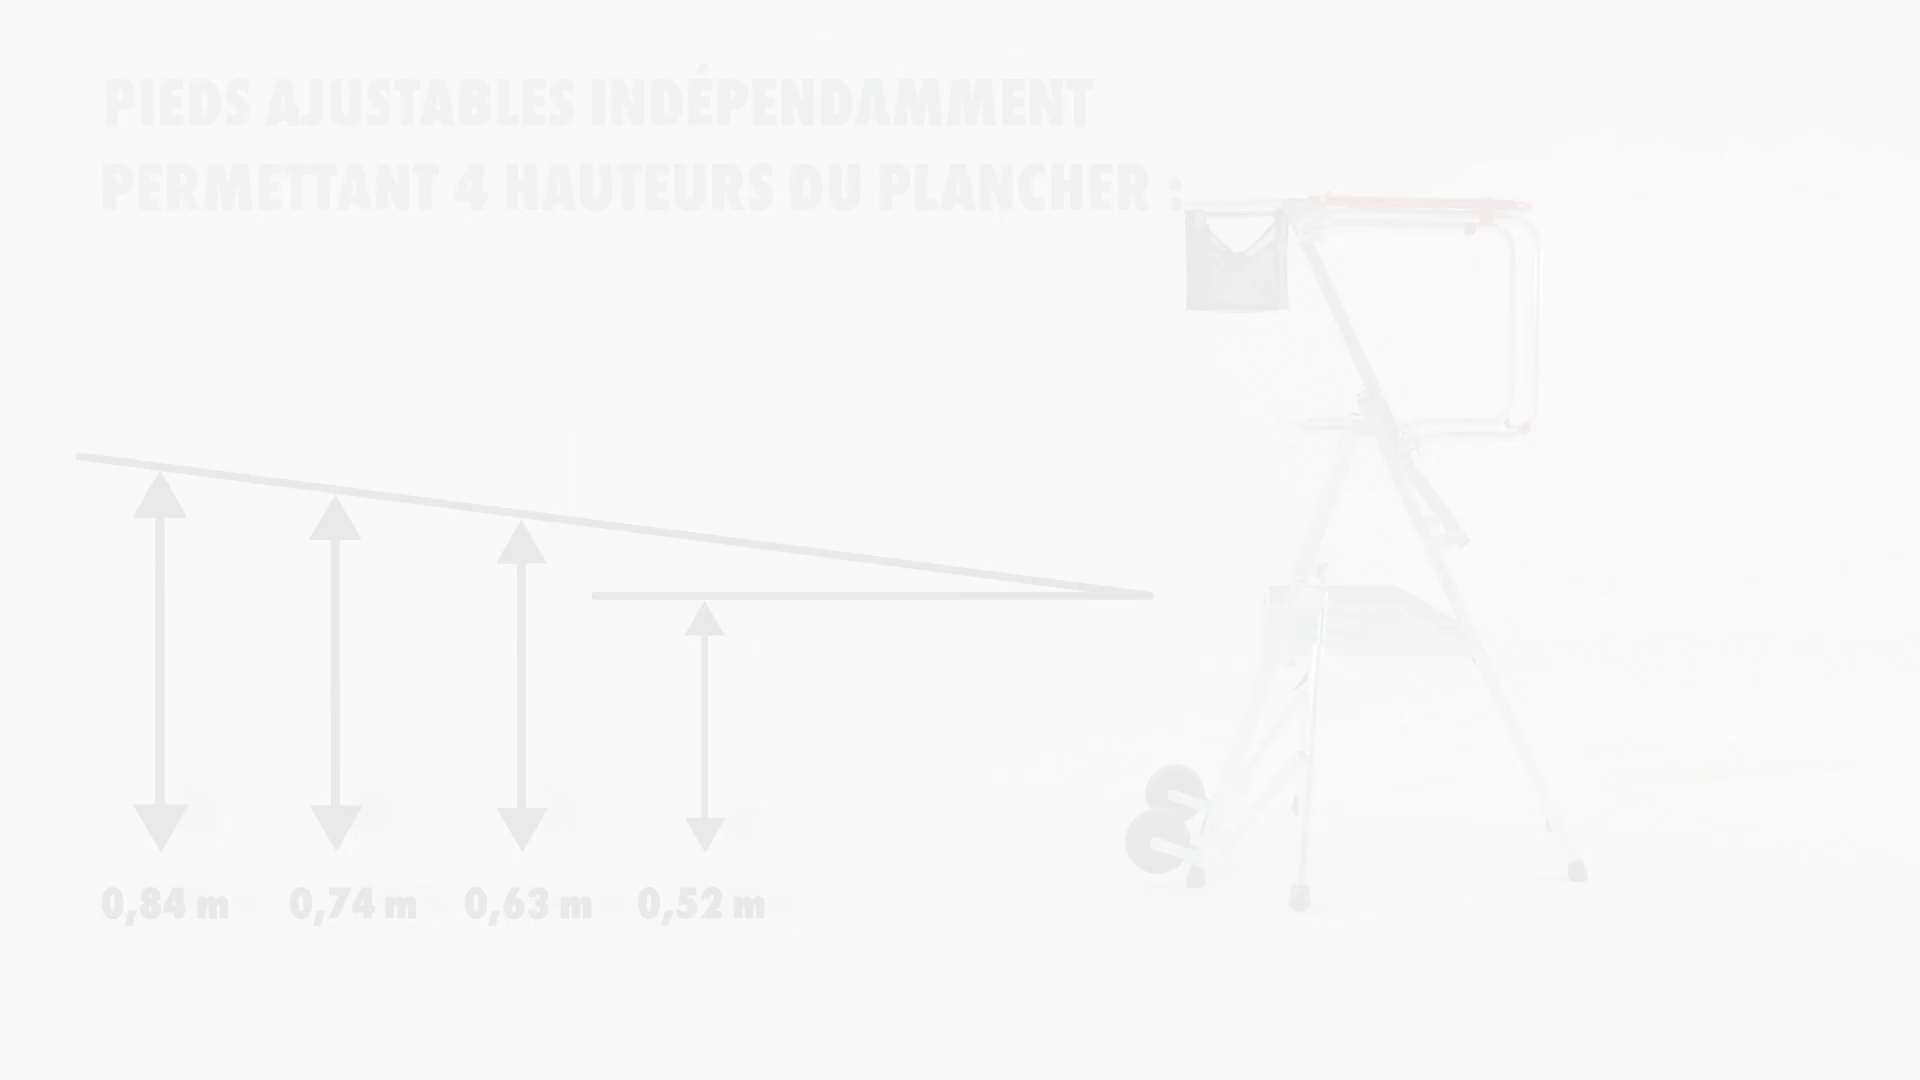 PIEDS AJUSTABLES INDÉPENDAMMENT
PERMETTANT 4 HAUTEURS DU PLANCHER :
0,84 m 0,74 m 0,63 m 0,52 m